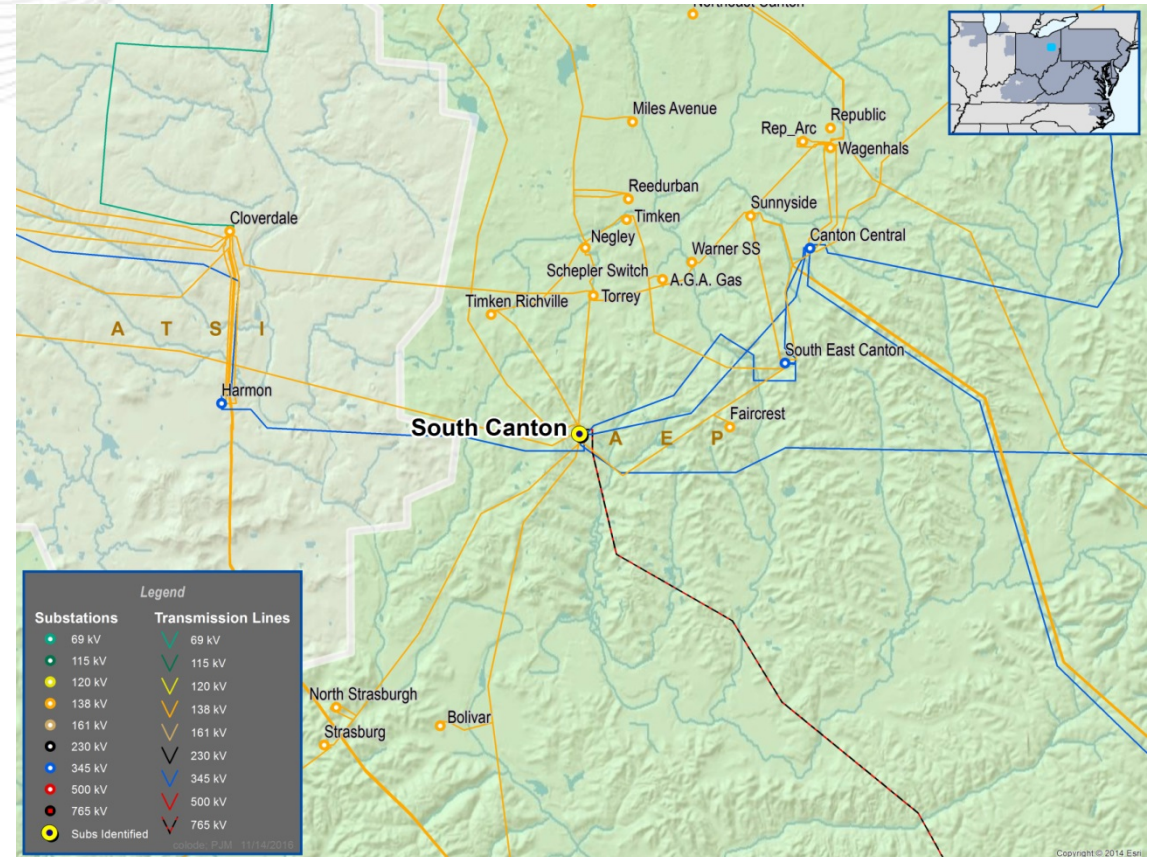 Northeast Canton
Miles Avenue
Republic
Rep_Arc
Wagenhals
Reedurban
Cloverdale
Timken
Sunnyside
Negley
Canton Central
Warner SS
Schepler Switch
A.G.A. Gas
Timken Richville
Torrey
A T S I
South East Canton
Harmon
Faircrest
South Canton
A E P
North Strasburgh
Bolivar
Strasburg
Legend
Substations
69 kV
115 kV
120 kV
138 kV
161 kV
230 kV
345 kV
500 kV
765 kV
Subs Identified
Transmission Lines
69 kV
115 kV
120 kV
138 kV
161 kV
230 kV
345 kV
500 kV
765 kV
colode: PJM 11/14/2018
Copyright:© 2014 Esri